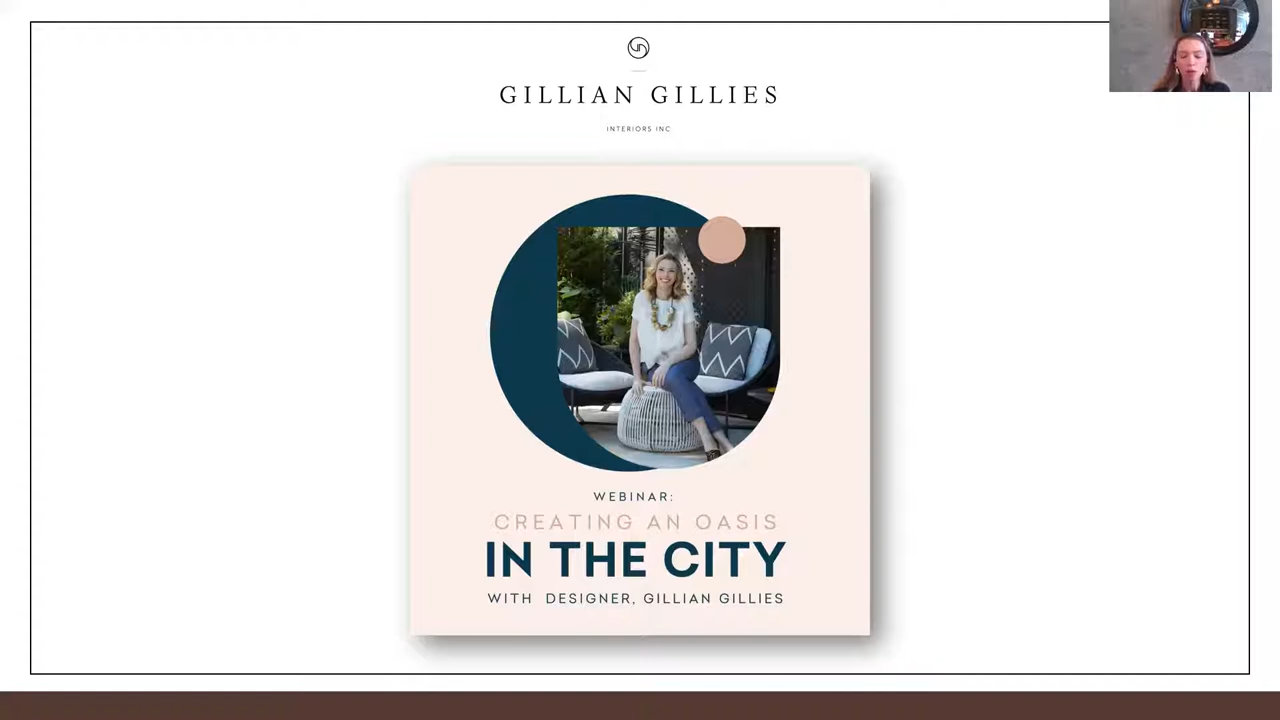 GILLIAN GILLIES
INTERIORS INC
WEBINAR:
CREATING AN OASIS
IN THE CITY
WITH DESIGNER, GILLIAN GILLIES